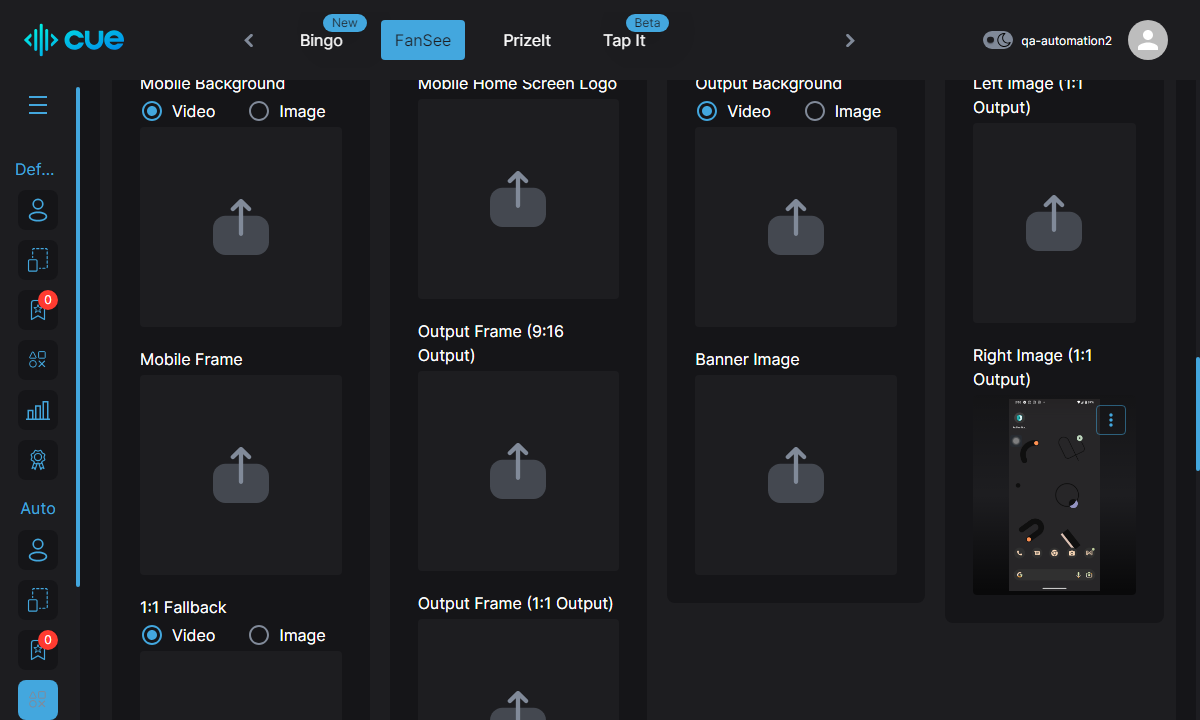 cue
Bingo
New
FanSee
PrizeIt
Tap It
Beta
qa-automation2
Def...
0
Auto
0
Mobile Background
Video
Image
Mobile Frame
1:1 Fallback
Video
Image
Mobile Home Screen Logo
Output Frame (9:16
Output)
Output Frame (1:1 Output)
Output Background
Video
Image
Banner Image
Left Image (1:1
Output)
Right Image (1:1
Output)